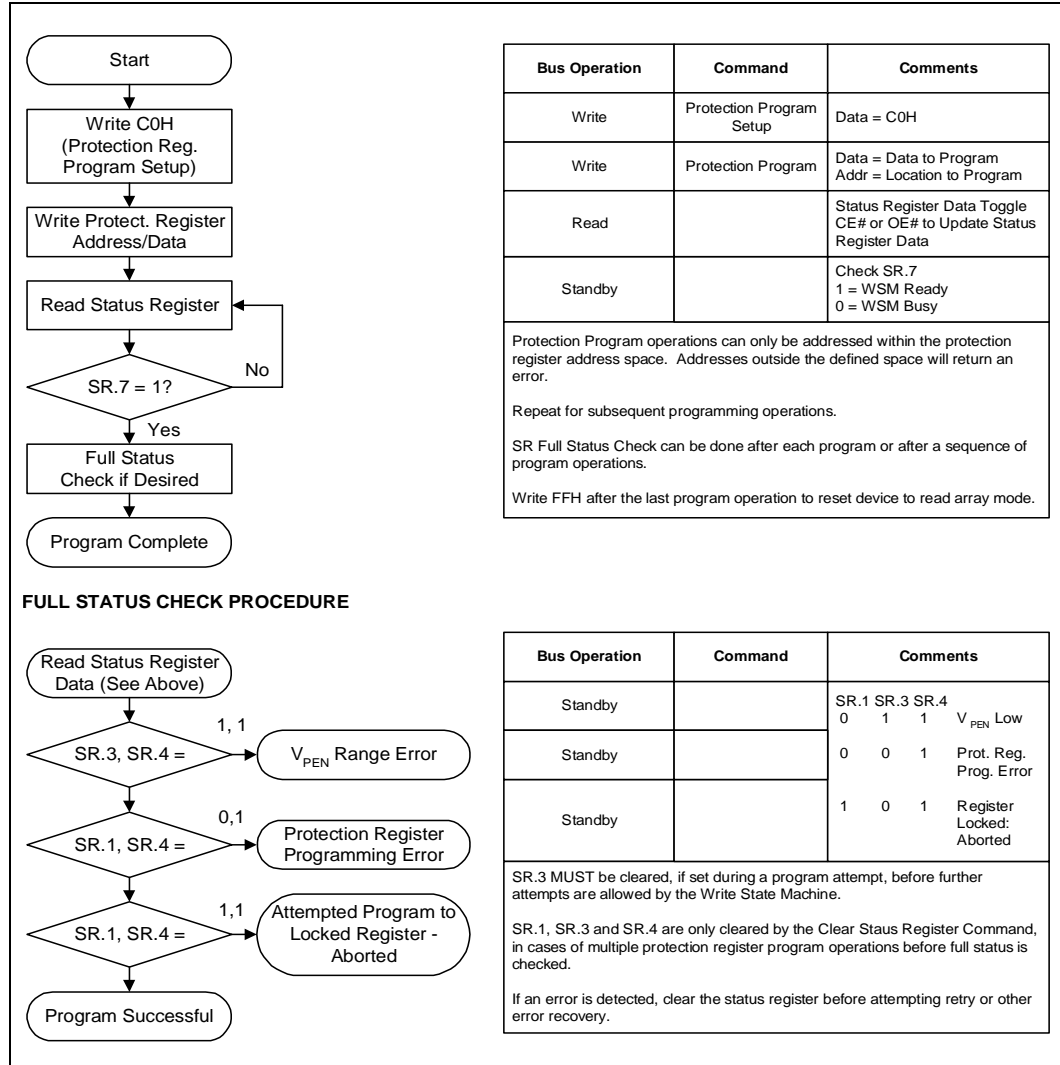 Start
Write C0H
(Protection Reg.
Program Setup)
Write Protect. Register
Address/Data
Read Status Register
No
SR.7 = 1?
Yes
Full Status
Check if Desired
Program Complete
Bus Operation Command Comments
Write Protection Program Setup Data = C0H
Write Protection Program Data = Data to Program
Addr = Location to Program
Read Status Register Data Toggle
CE# or OE# to Update Status
Register Data
Standby Check SR.7
1 = WSM Ready
0 = WSM Busy
Protection Program operations can only be addressed within the protection
register address space. Addresses outside the defined space will return an
error.
Repeat for subsequent programming operations.
SR Full Status Check can be done after each program or after a sequence of
program operations.
Write FFH after the last program operation to reset device to read array mode.
FULL STATUS CHECK PROCEDURE
Read Status Register
Data (See Above)
1, 1
SR.3, SR.4 =
VPEN Range Error
0,1
SR.1, SR.4 =
Protection Register
Programming Error
1,1
SR.1, SR.4 =
Attempted Program to
Locked Register -
Aborted
Program Successful
Bus Operation Command Comments
Standby SR.1 SR.3 SR.4
0 1 1 VPEN Low
Standby 0 0 1 Prot. Reg.
Prog. Error
Standby 1 0 1 Register
Locked:
Aborted
SR.3 MUST be cleared, if set during a program attempt, before further
attempts are allowed by the Write State Machine.
SR.1, SR.3 and SR.4 are only cleared by the Clear Staus Register Command,
in cases of multiple protection register program operations before full status is
checked.
If an error is detected, clear the status register before attempting retry or other
error recovery.